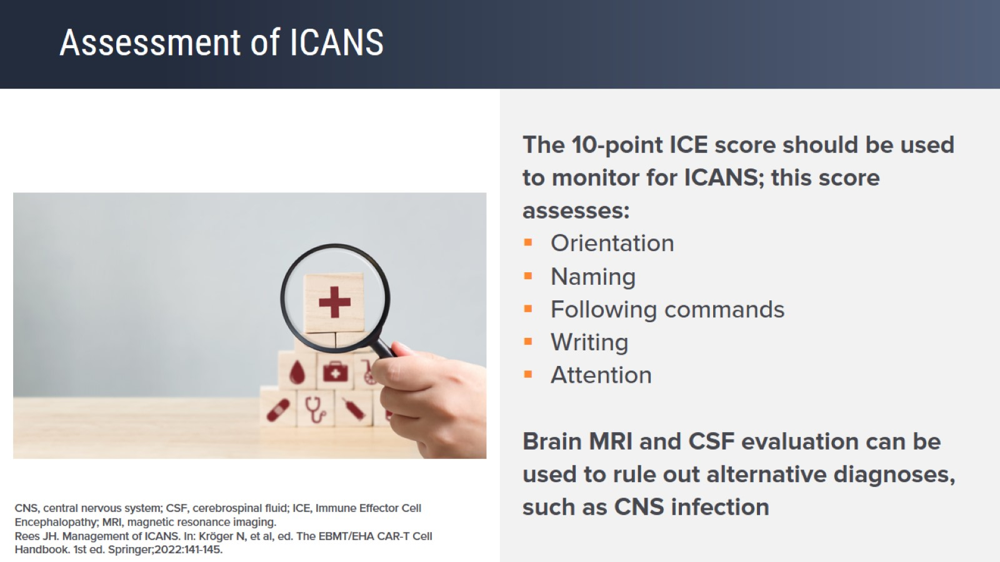 Assessment of ICANS
The 10-point ICE score should be used
to monitor for ICANS; this score
assesses:
Orientation
Naming
Following commands
Writing
Attention
Brain MRI and CSF evaluation can be
used to rule out alternative diagnoses,
such as CNS infection
CNS, central nervous system; CSF, cerebrospinal fluid; ICE, Immune Effector Cell
Encephalopathy; MRI, magnetic resonance imaging.
Rees JH. Management of ICANS. In: Kröger N, et al, ed. The EBMT/EHA CAR-T Cell
Handbook. 1st ed. Springer;2022:141-145.